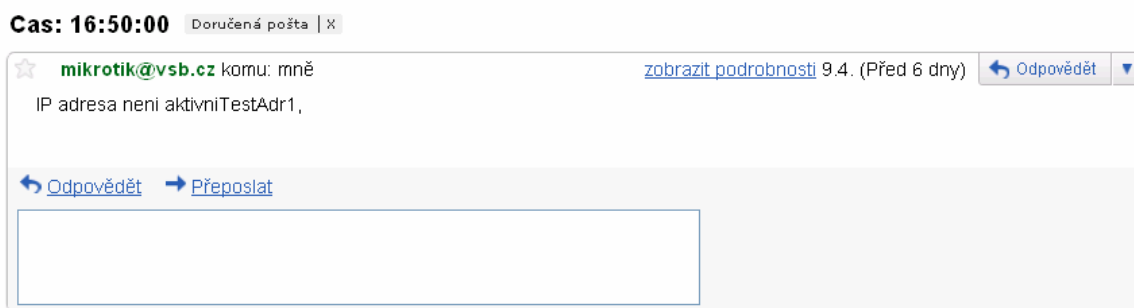 Cas: 16:50:00 Doručená pošta | X
mikrotik@vsb.cz komu: mně zobrazit podrobnosti 9.4. (Před 6 dny) Odpovědět
IP adresa neni aktivniTestAdr1,
Odpovědět Přeposlat